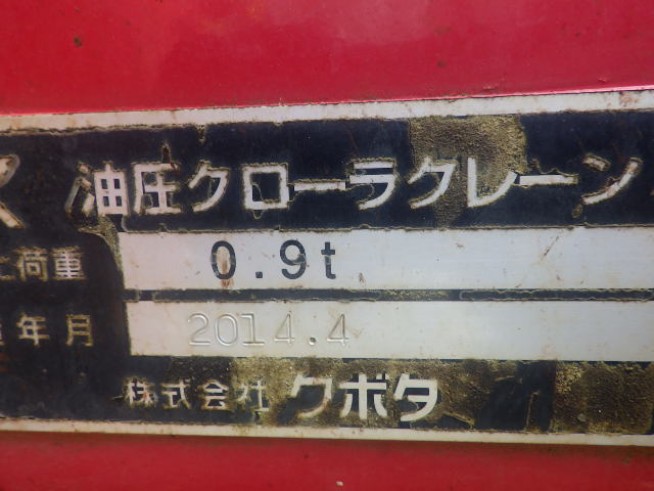 油圧クローラクレーン
荷重 0.9t
年月 2014.4
株式会社 クボタ